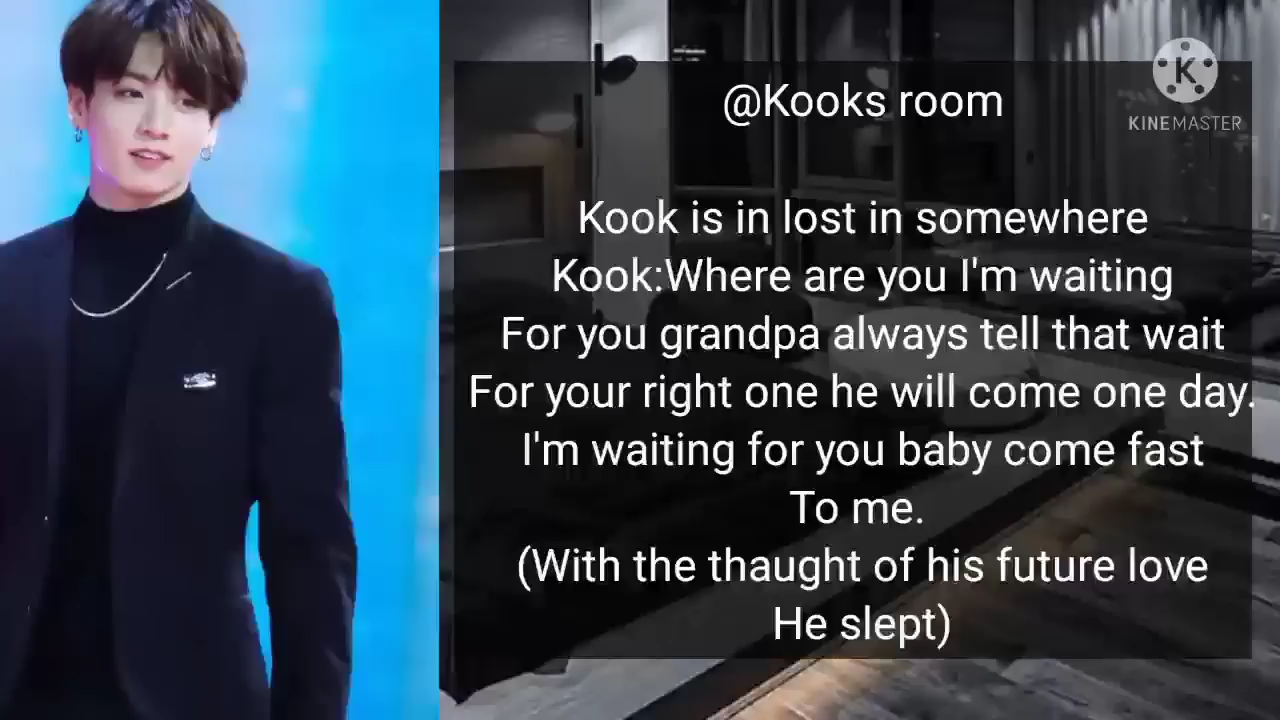 @Kooks room
K
KINEMASTER
Kook is in lost in somewhere
Kook:Where are you I'm waiting
For you grandpa always tell that wait
For your right one he will come one day.
I'm waiting for you baby come fast
To me.
(With the thaught of his future love
He slept)